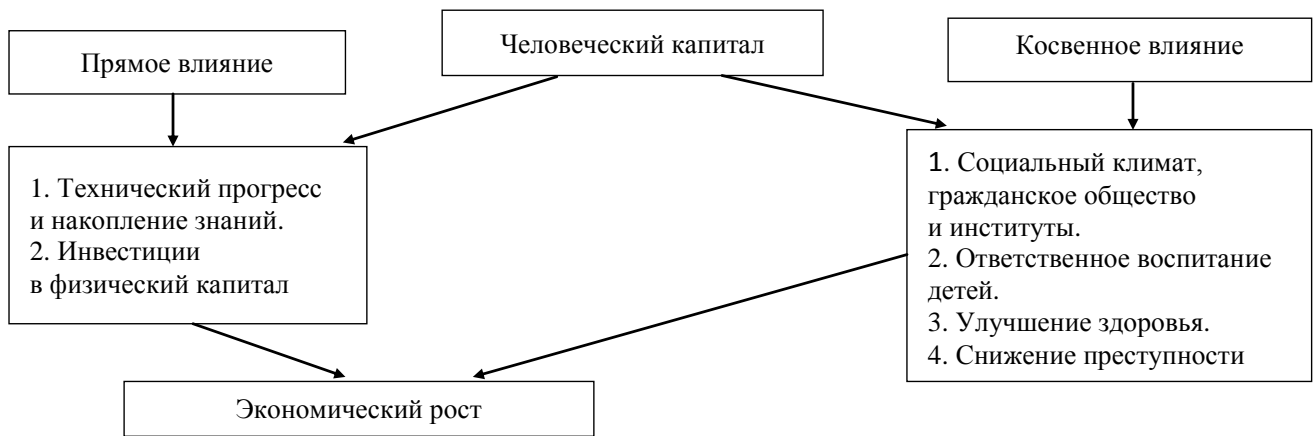 Человеческий капитал
Прямое влияние
Косвенное влияние
1. Технический прогресс
и накопление знаний.
2. Инвестиции
в физический капитал
1. Социальный климат,
гражданское общество
и институты.
2. Ответственное воспитание
детей.
3. Улучшение здоровья.
4. Снижение преступности
Экономический рост